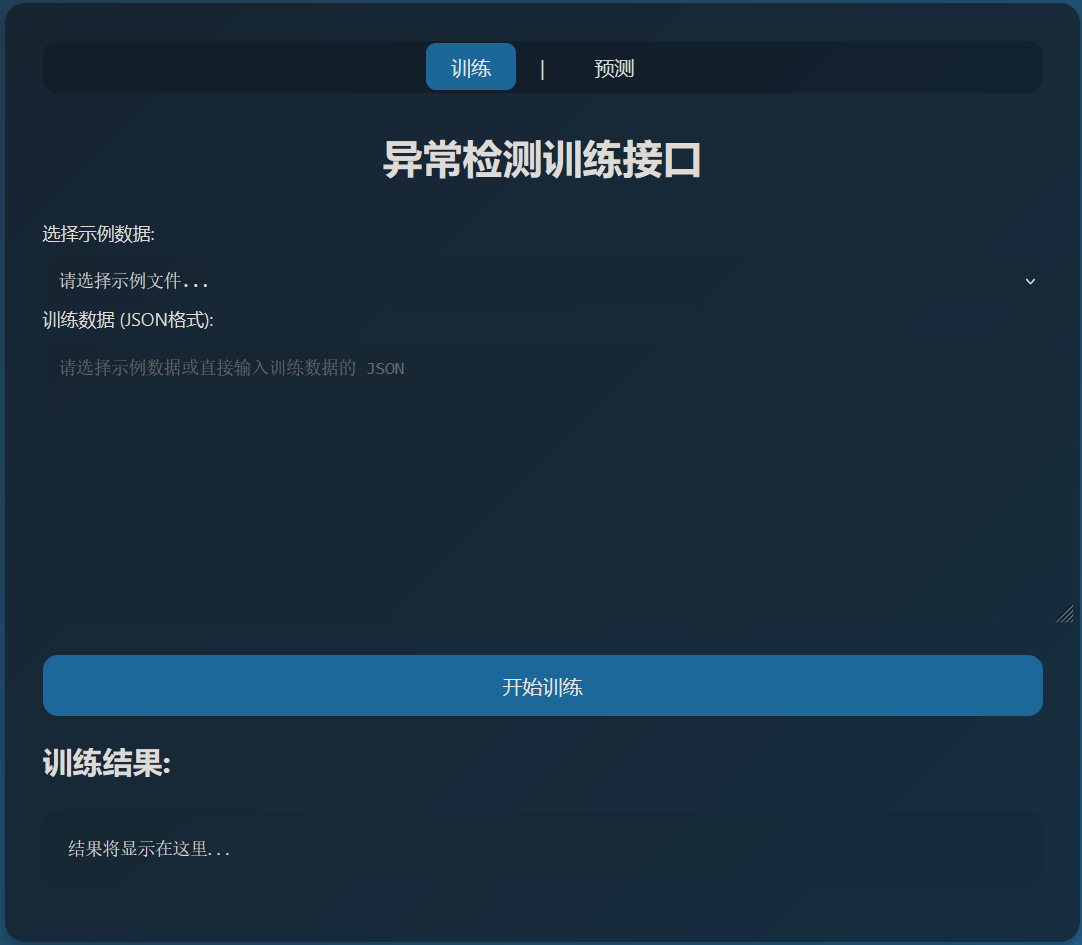 训练 | 预测
异常检测训练接口
选择示例数据:
请选择示例文件...
训练数据 (JSON格式):
请选择示例数据或直接输入训练数据的 JSON
开始训练
训练结果:
结果将显示在这里...